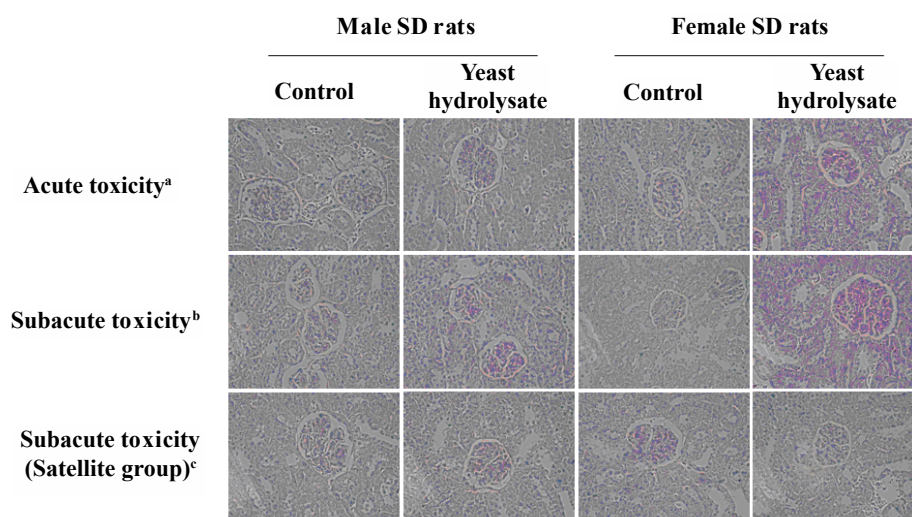 Male SD rats
Female SD rats
Control
Yeast
hydrolysate
Control
Yeast
hydrolysate
Acute toxicityᵃ
Subacute toxicityᵇ
Subacute toxicity
(Satellite group)ᶜ